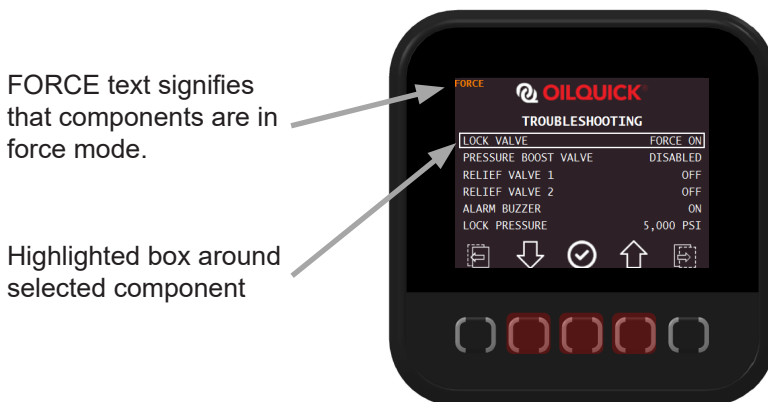 FORCE text signifies
that components are in
force mode.
Highlighted box around
selected component
FORCE
OILQUICK
TROUBLESHOOTING
LOCK VALVE FORCE ON
PRESSURE BOOST VALVE DISABLED
RELIEF VALVE 1 OFF
RELIEF VALVE 2 OFF
ALARM BUZZER ON
LOCK PRESSURE 5,000 PSI